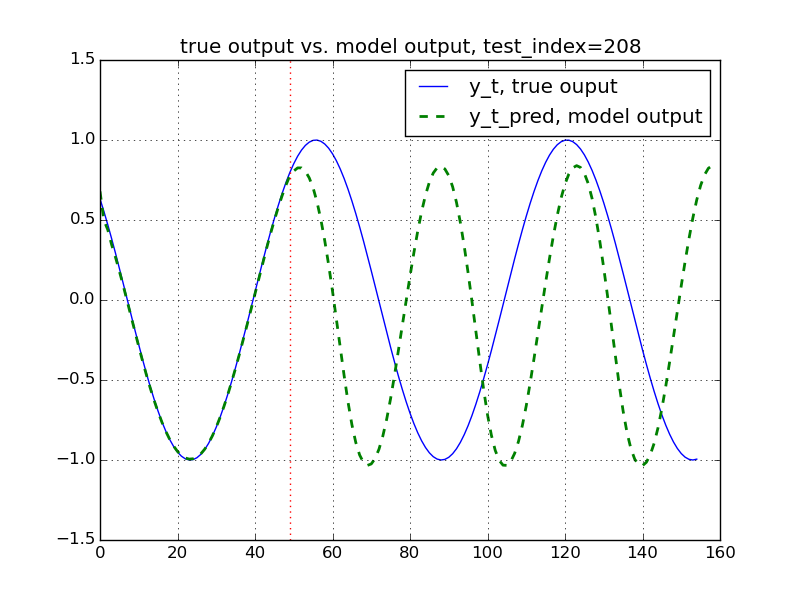 true output vs. model output, test_index=208
y_t, true ouput
y_t_pred, model output
1.5
1.0
0.5
0.0
−0.5
−1.0
−1.5
0 20 40 60 80 100 120 140 160